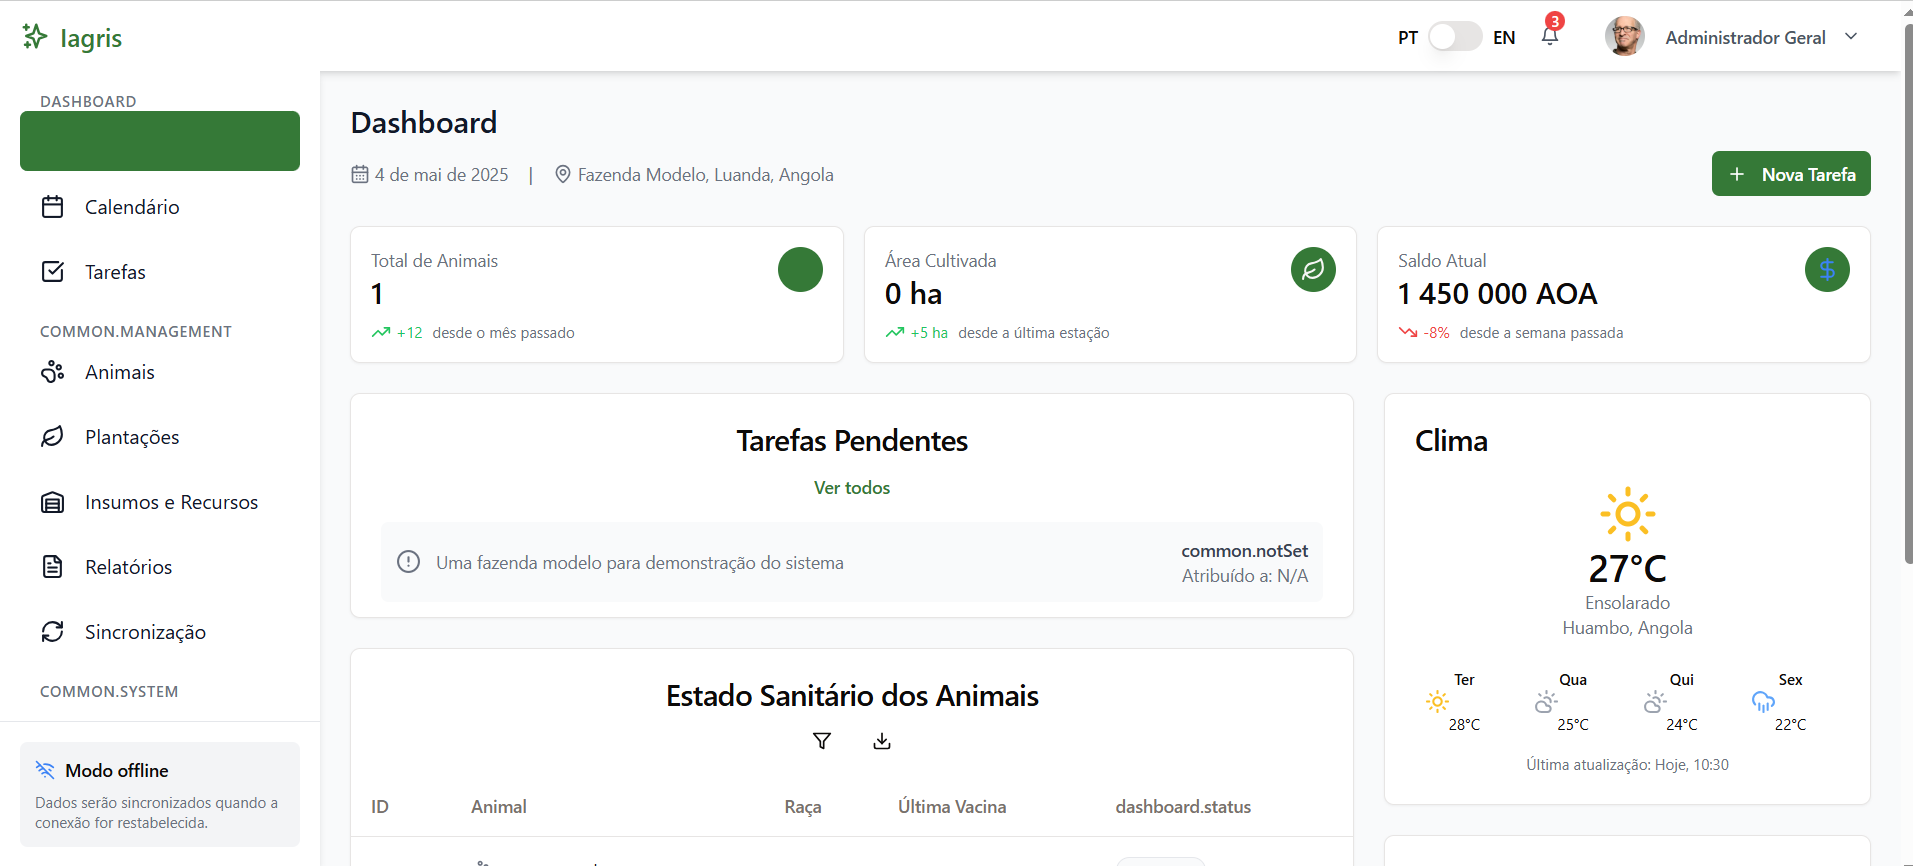 Iagris
PT EN 3 Administrador Geral
DASHBOARD
Calendário
Tarefas
COMMON.MANAGEMENT
Animais
Plantações
Insumos e Recursos
Relatórios
Sincronização
COMMON.SYSTEM
Modo offline
Dados serão sincronizados quando a
conexão for restabelecida.
Dashboard
4 de mai de 2025 | Fazenda Modelo, Luanda, Angola
+ Nova Tarefa
Total de Animais
1
+12 desde o mês passado
Área Cultivada
0 ha
+5 ha desde a última estação
Saldo Atual
1 450 000 AOA
-8% desde a semana passada
Tarefas Pendentes
Ver todos
Uma fazenda modelo para demonstração do sistema
common.notSet
Atribuído a: N/A
Estado Sanitário dos Animais
ID Animal Raça Última Vacina dashboard.status
Clima
27°C
Ensolarado
Huambo, Angola
Ter Qua Qui Sex
28°C 25°C 24°C 22°C
Última atualização: Hoje, 10:30